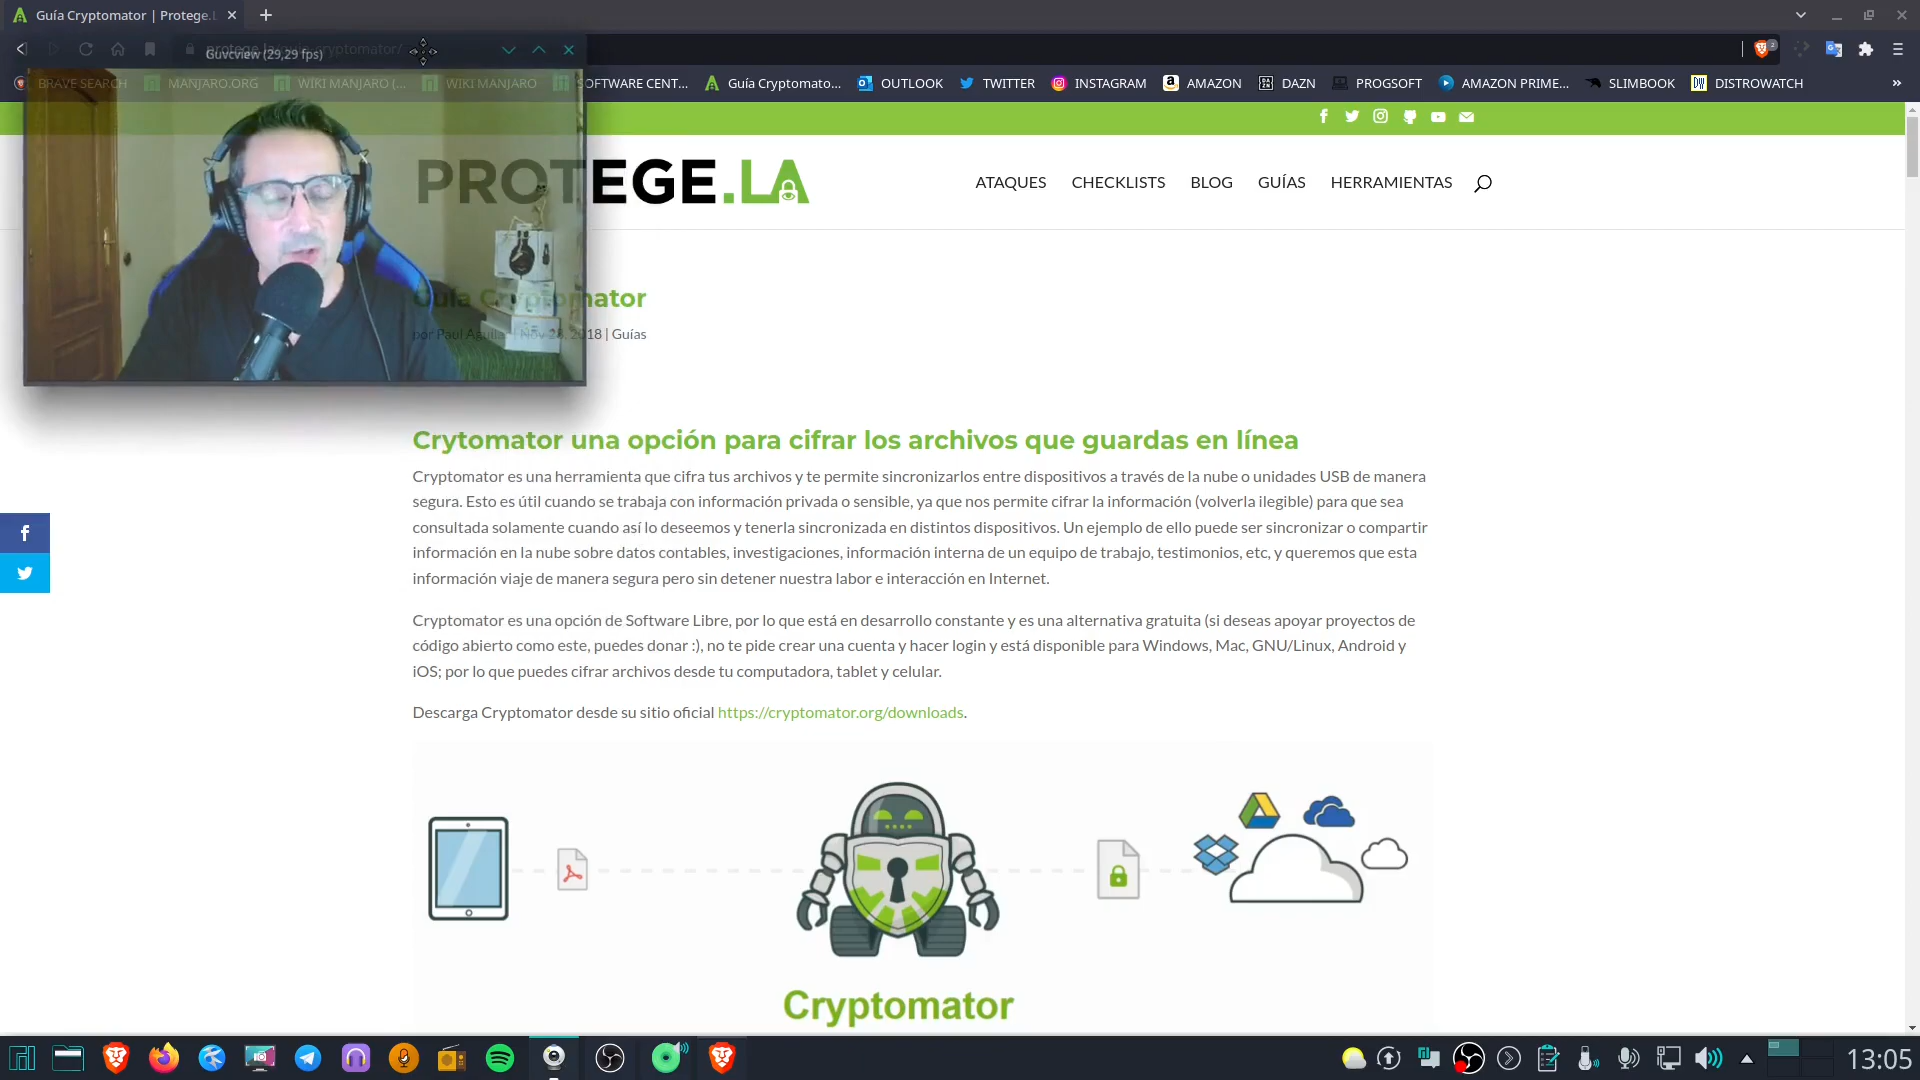 Guía Cryptomator | Protege.L
protege.la/guia-cryptomator/
Guvcview (29,29 fps)
2
BRAVE SEARCH
MANJARO.ORG
WIKI MANJARO (...
WIKI MANJARO
SOFTWARE CENT...
Guía Cryptomato...
OUTLOOK
TWITTER
INSTAGRAM
AMAZON
DAZN
PROGSOFT
AMAZON PRIME...
SLIMBOOK
DISTROWATCH
»
PROTEGE.LA
ATAQUES
CHECKLISTS
BLOG
GUÍAS
HERRAMIENTAS
Guía Cryptomator
por Paul Aguilar | Nov 28, 2018 | Guías
Crytomator una opción para cifrar los archivos que guardas en línea
Cryptomator es una herramienta que cifra tus archivos y te permite sincronizarlos entre dispositivos a través de la nube o unidades USB de manera
segura. Esto es útil cuando se trabaja con información privada o sensible, ya que nos permite cifrar la información (volverla ilegible) para que sea
consultada solamente cuando así lo deseemos y tenerla sincronizada en distintos dispositivos. Un ejemplo de ello puede ser sincronizar o compartir
información en la nube sobre datos contables, investigaciones, información interna de un equipo de trabajo, testimonios, etc, y queremos que esta
información viaje de manera segura pero sin detener nuestra labor e interacción en Internet.
Cryptomator es una opción de Software Libre, por lo que está en desarrollo constante y es una alternativa gratuita (si deseas apoyar proyectos de
código abierto como este, puedes donar :), no te pide crear una cuenta y hacer login y está disponible para Windows, Mac, GNU/Linux, Android y
iOS; por lo que puedes cifrar archivos desde tu computadora, tablet y celular.
Descarga Cryptomator desde su sitio oficial https://cryptomator.org/downloads.
Cryptomator
13:05